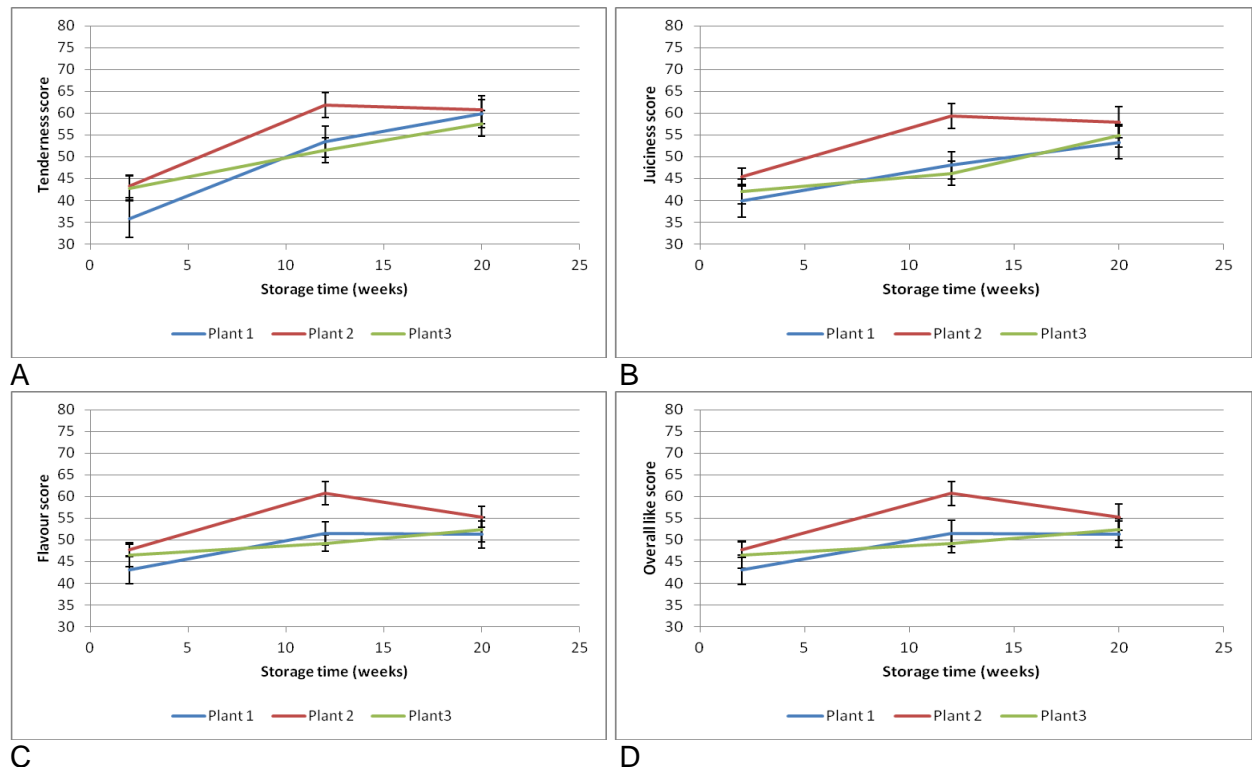 80
75
70
65
60
55
50
45
40
35
30
Tenderness score
0 5 10 15 20 25
Storage time (weeks)
Plant 1 Plant 2 Plant3
A
80
75
70
65
60
55
50
45
40
35
30
Juiciness score
0 5 10 15 20 25
Storage time (weeks)
Plant 1 Plant 2 Plant3
B
80
75
70
65
60
55
50
45
40
35
30
Flavour score
0 5 10 15 20 25
Storage time (weeks)
Plant 1 Plant 2 Plant3
C
80
75
70
65
60
55
50
45
40
35
30
Overall like score
0 5 10 15 20 25
Storage time (weeks)
Plant 1 Plant 2 Plant3
D